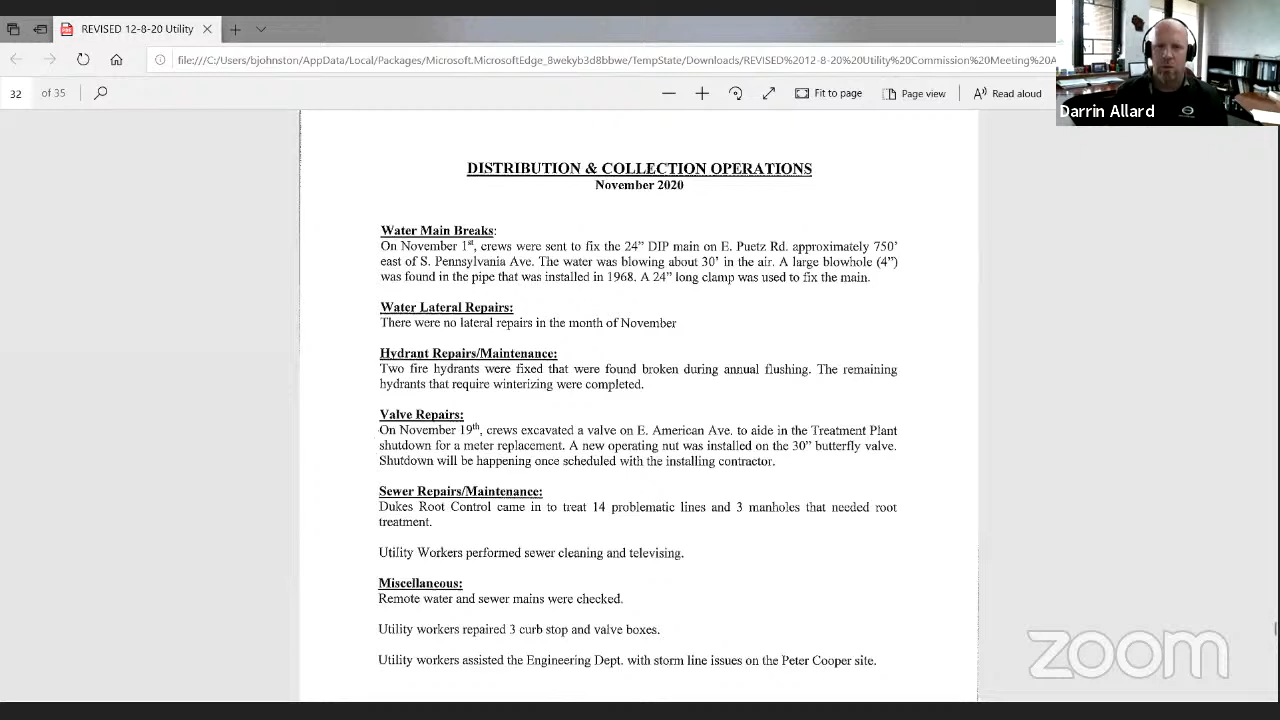 REVISED 12-8-20 Utility
file:///C:/Users/bjohnston/AppData/Local/Packages/Microsoft.MicrosoftEdge_8wekyb3d8bbwe/TempState/Downloads/REVISED%2012-8-20%20Utility%20Commission%20Meeting%20A
32 of 35
Fit to page
Page view
Read aloud
Darrin Allard
DISTRIBUTION & COLLECTION OPERATIONS
November 2020
Water Main Breaks:
On November 1st, crews were sent to fix the 24” DIP main on E. Puetz Rd. approximately 750’
east of S. Pennsylvania Ave. The water was blowing about 30’ in the air. A large blowhole (4”)
was found in the pipe that was installed in 1968. A 24” long clamp was used to fix the main.
Water Lateral Repairs:
There were no lateral repairs in the month of November
Hydrant Repairs/Maintenance:
Two fire hydrants were fixed that were found broken during annual flushing. The remaining
hydrants that require winterizing were completed.
Valve Repairs:
On November 19th, crews excavated a valve on E. American Ave. to aide in the Treatment Plant
shutdown for a meter replacement. A new operating nut was installed on the 30” butterfly valve.
Shutdown will be happening once scheduled with the installing contractor.
Sewer Repairs/Maintenance:
Dukes Root Control came in to treat 14 problematic lines and 3 manholes that needed root
treatment.
Utility Workers performed sewer cleaning and televising.
Miscellaneous:
Remote water and sewer mains were checked.
Utility workers repaired 3 curb stop and valve boxes.
Utility workers assisted the Engineering Dept. with storm line issues on the Peter Cooper site.
zoom